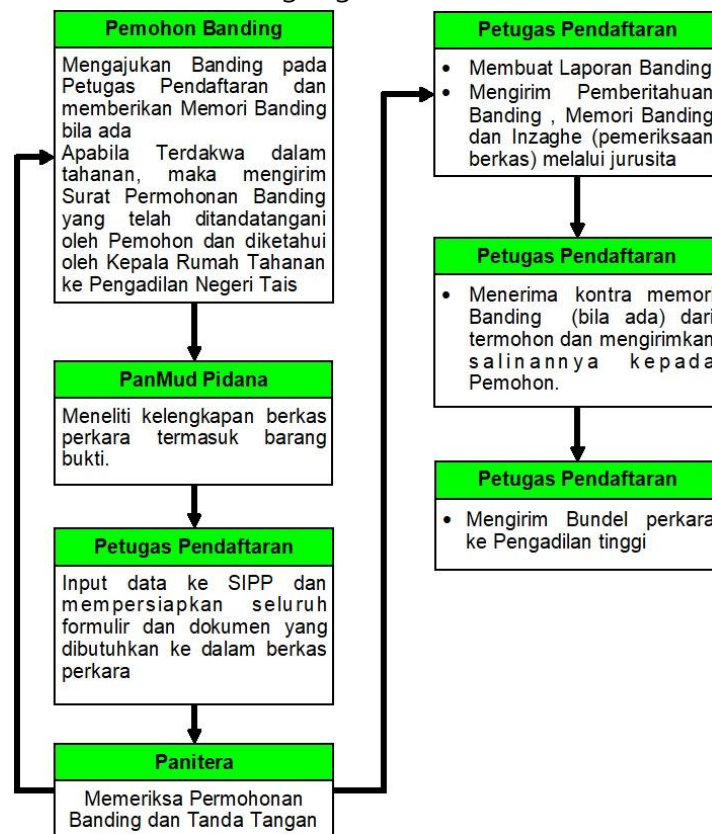 Pemohon Banding
Mengajukan Banding pada
Petugas Pendaftaran dan
memberikan Memori Banding
bila ada
Apabila Terdakwa dalam
tahanan, maka mengirim
Surat Permohonan Banding
yang telah ditandatangani
oleh Pemohon dan diketahui
oleh Kepala Rumah Tahanan
ke Pengadilan Negeri Tais
PanMud Pidana
Meneliti kelengkapan berkas
perkara termasuk barang
bukti.
Petugas Pendaftaran
Input data ke SIPP dan
mempersiapkan seluruh
formulir dan dokumen yang
dibutuhkan ke dalam berkas
perkara
Panitera
Memeriksa Permohonan
Banding dan Tanda Tangan
Petugas Pendaftaran
• Membuat Laporan Banding
• Mengirim Pemberitahuan
Banding , Memori Banding
dan Inzaghe (pemeriksaan
berkas) melalui jurusita
Petugas Pendaftaran
• Menerima kontra memori
Banding (bila ada) dari
termohon dan mengirimkan
salinannya kepada
Pemohon.
Petugas Pendaftaran
• Mengirim Bundel perkara
ke Pengadilan tinggi